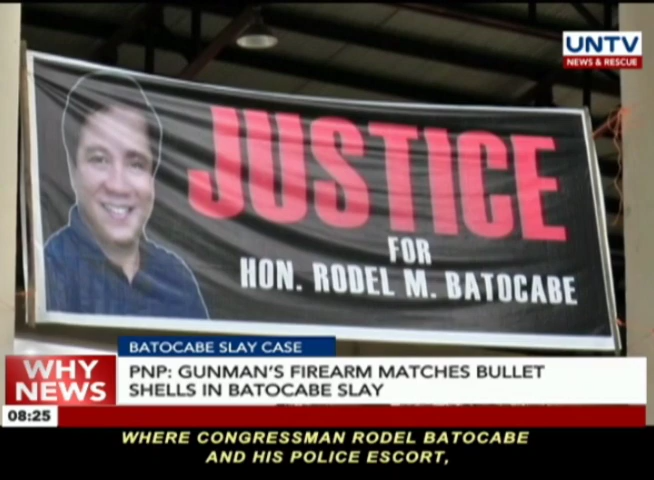 UNTV
NEWS & RESCUE
JUSTICE
FOR
HON. RODEL M. BATOCABE
BATOCABE SLAY CASE
WHY
NEWS
PNP: GUNMAN'S FIREARM MATCHES BULLET
SHELLS IN BATOCABE SLAY
08:25
WHERE CONGRESSMAN RODEL BATOCABE
AND HIS POLICE ESCORT,